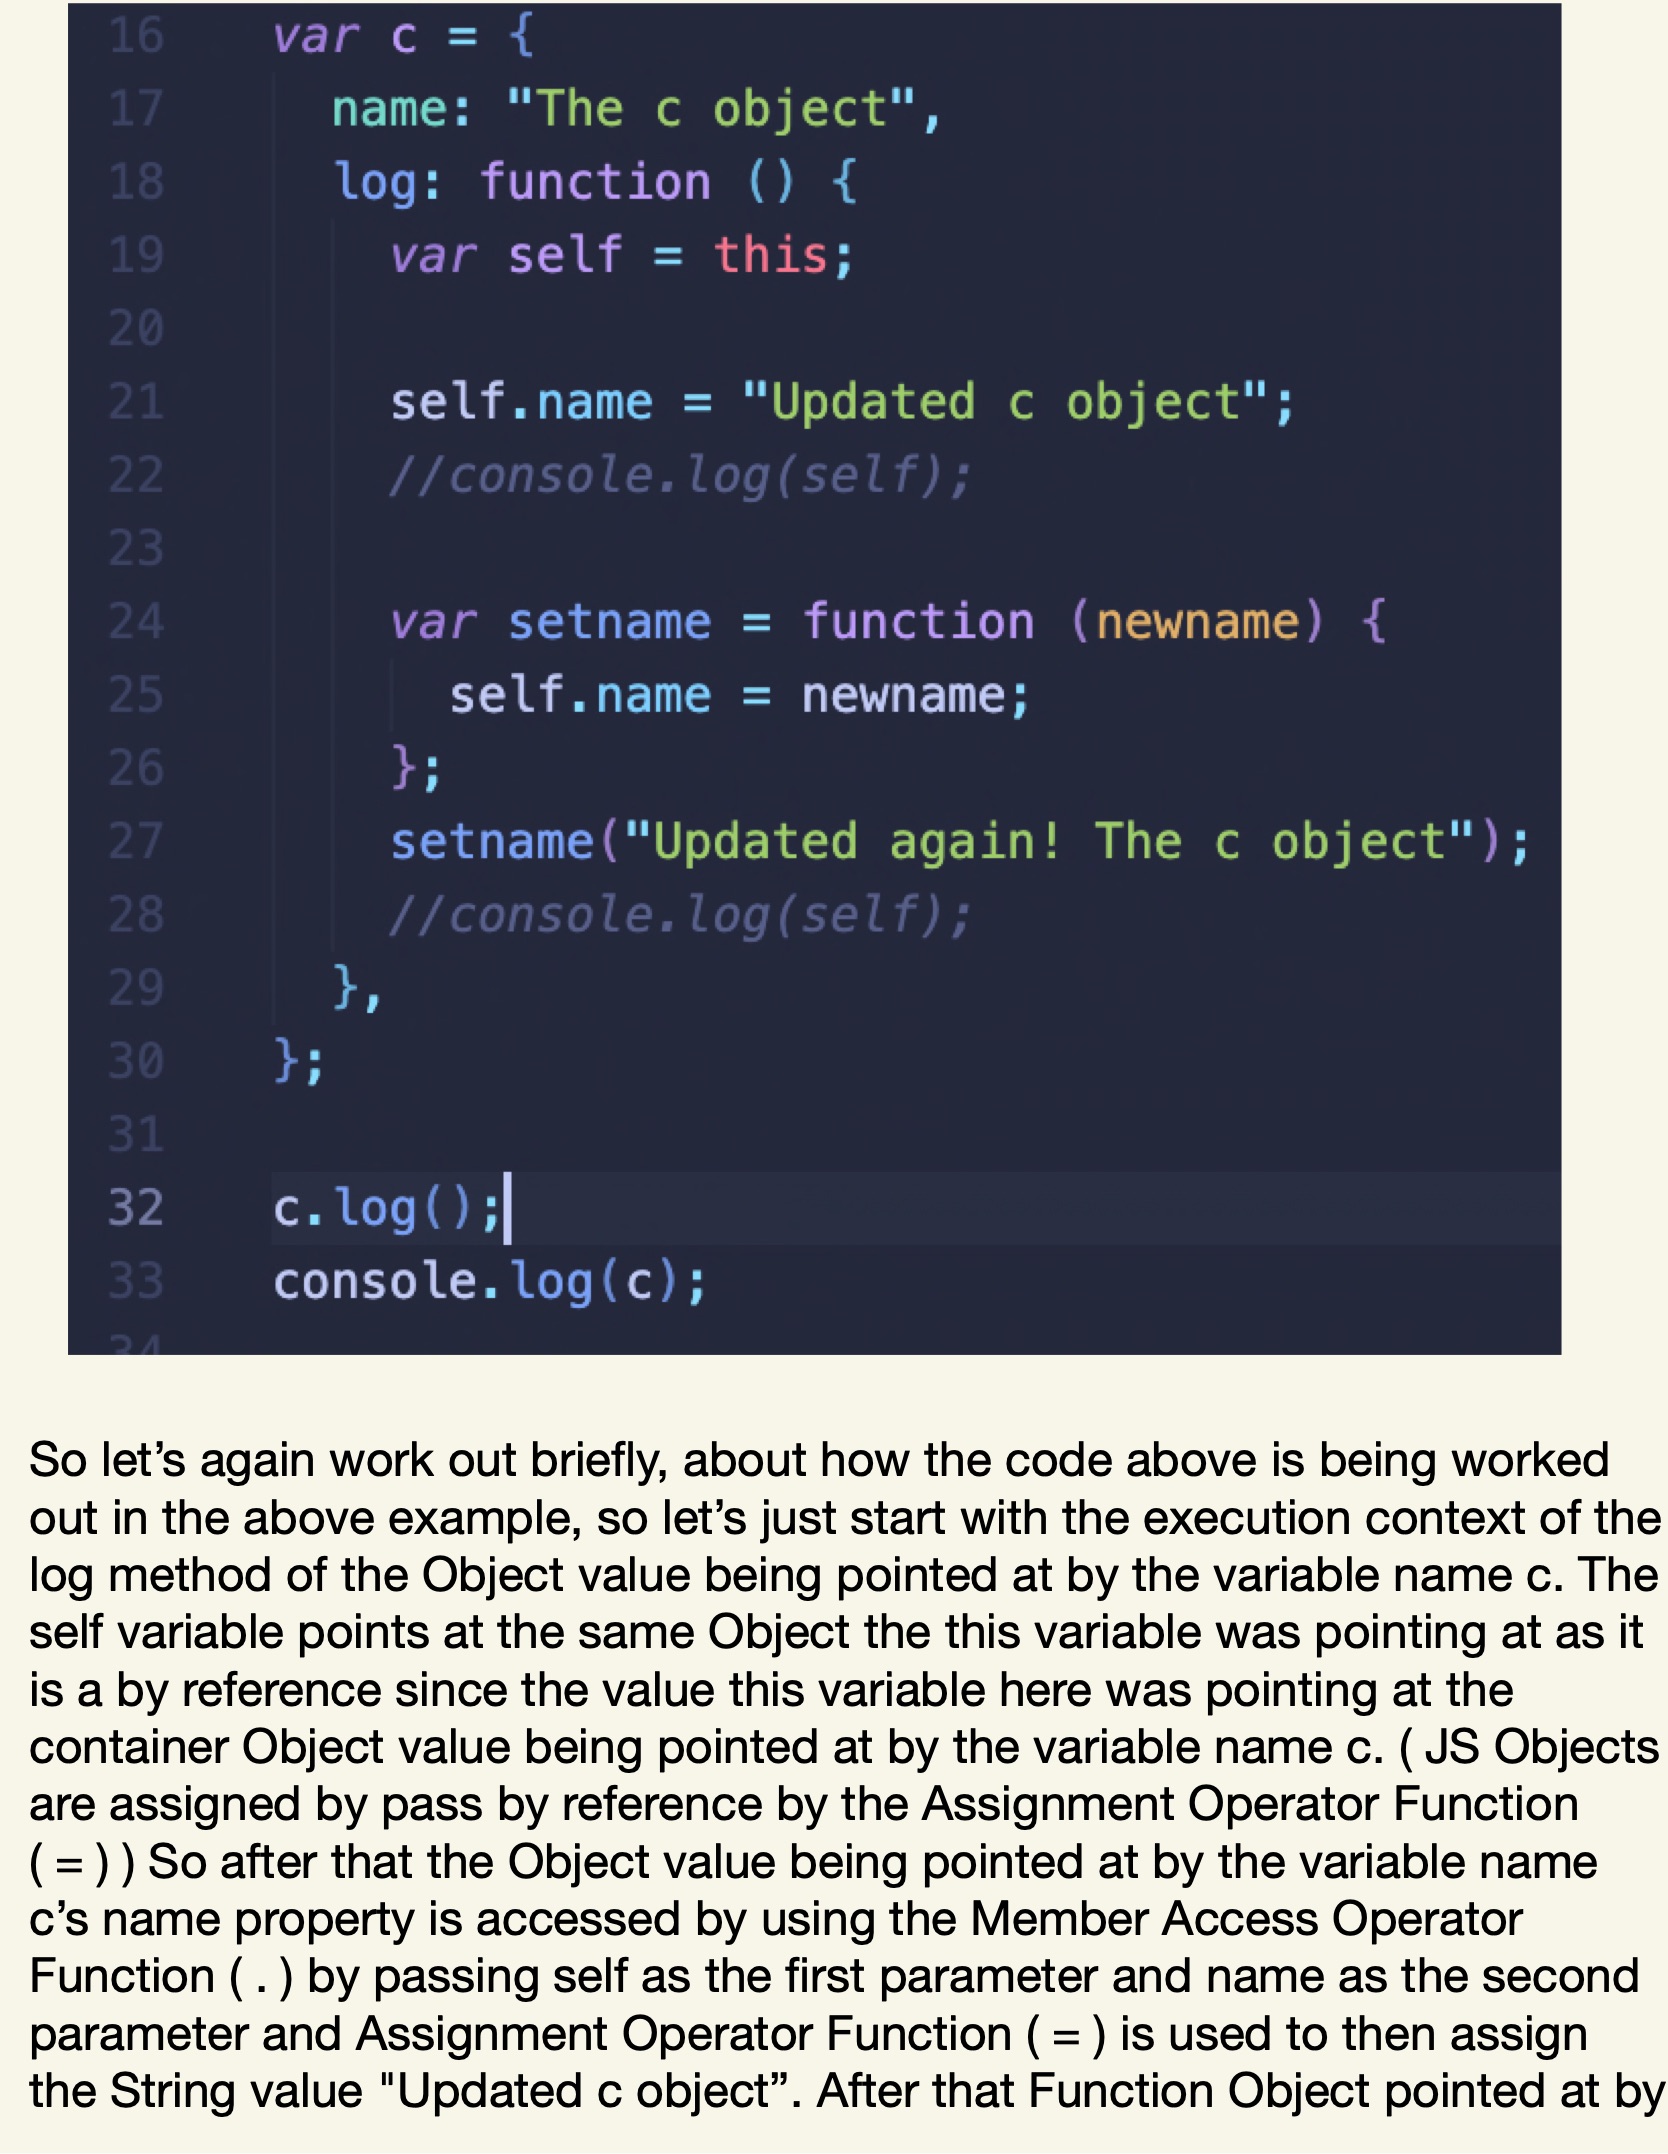 16 var c = {
17 name: "The c object",
18 log: function () {
19 var self = this;
20
21 self.name = "Updated c object";
22 //console.log(self);
23
24 var setname = function (newname) {
25 self.name = newname;
26 };
27 setname("Updated again! The c object");
28 //console.log(self);
29 },
30 };
31
32 c.log();
33 console.log(c);
34
So let’s again work out briefly, about how the code above is being worked
out in the above example, so let’s just start with the execution context of the
log method of the Object value being pointed at by the variable name c. The
self variable points at the same Object the this variable was pointing at as it
is a by reference since the value this variable here was pointing at the
container Object value being pointed at by the variable name c. ( JS Objects
are assigned by pass by reference by the Assignment Operator Function
( = ) ) So after that the Object value being pointed at by the variable name
c’s name property is accessed by using the Member Access Operator
Function ( . ) by passing self as the first parameter and name as the second
parameter and Assignment Operator Function ( = ) is used to then assign
the String value "Updated c object”. After that Function Object pointed at by